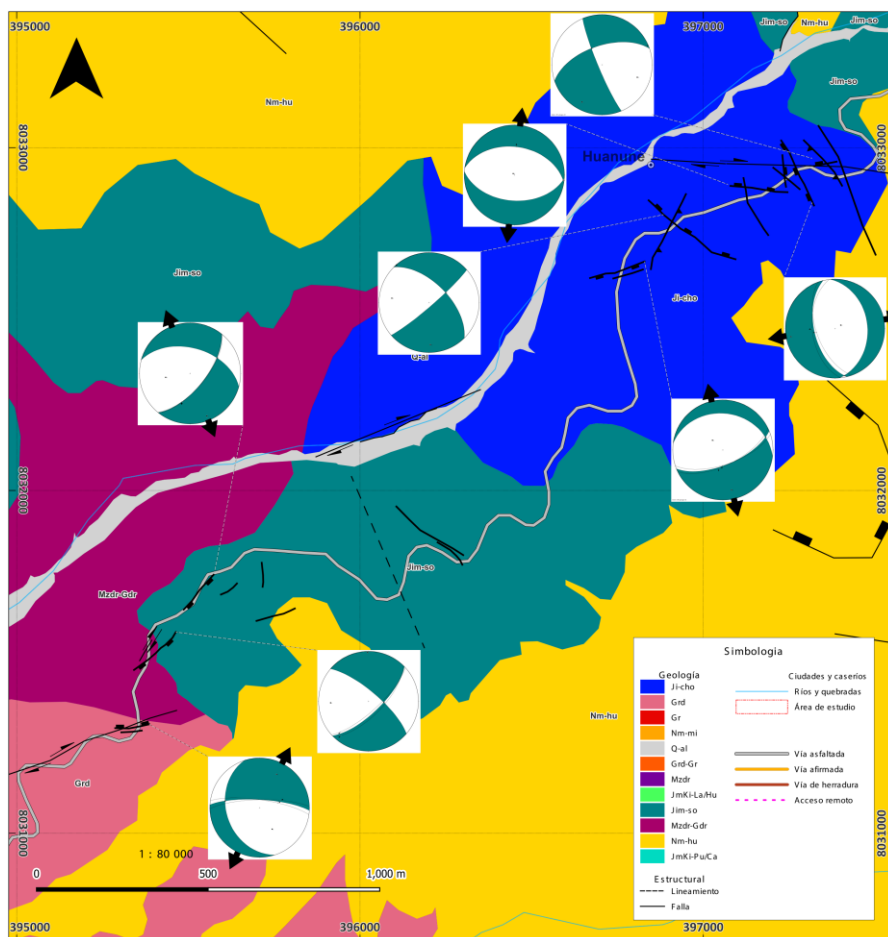 395000
396000
397000
Jim-so
Nm-hu
Jim-so
Jim-so
Nm-hu
8033000
8033000
Huanune
Jim-so
Ji-cho
Q-al
8032000
8032000
Jim-so
Mzdr-Gdr
Nm-hu
Grd
8031000
8031000
1 : 80 000
0 500 1,000 m
395000
396000
397000
Simbologia
Geología
Ji-cho
Grd
Gr
Nm-mi
Q-al
Grd-Gr
Mzdr
JmKi-La/Hu
Jim-so
Mzdr-Gdr
Nm-hu
JmKi-Pu/Ca
Estructural
Lineamiento
Falla
Ciudades y caserios
Ríos y quebradas
Área de estudio
Vía asfaltada
Vía afirmada
Vía de herradura
Acceso remoto